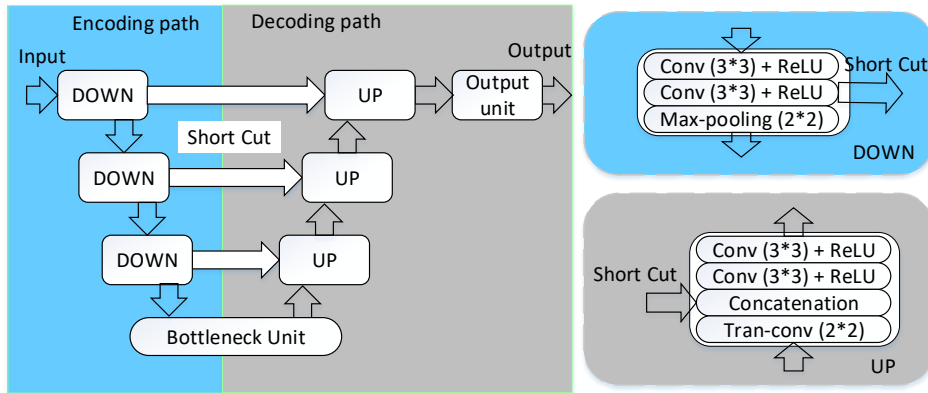 Encoding path
Decoding path
Input
Output
DOWN
UP
Output
unit
Short Cut
DOWN
UP
DOWN
UP
Bottleneck Unit
Conv (3*3) + ReLU
Short Cut
Conv (3*3) + ReLU
Max-pooling (2*2)
DOWN
Conv (3*3) + ReLU
Conv (3*3) + ReLU
Short Cut
Concatenation
Tran-conv (2*2)
UP